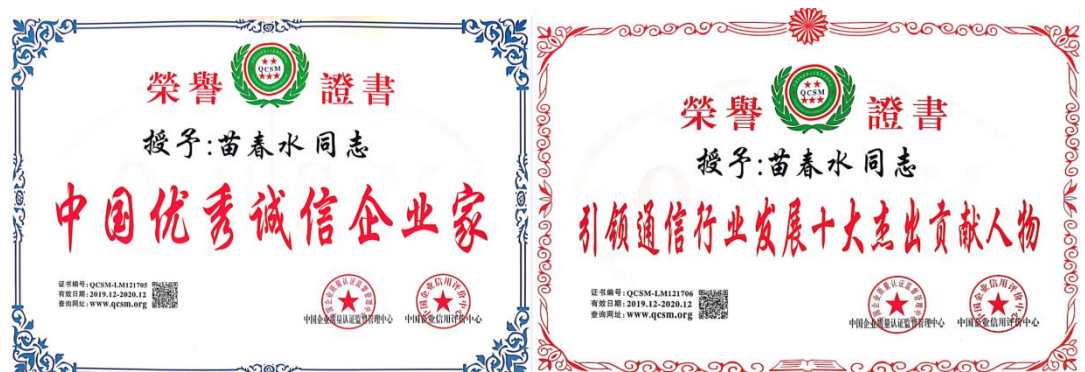 榮譽 QCSM 證書
授予:苗春水同志
中国优秀诚信企业家
证书编号:QCSM-LM121705
有效日期:2019.12-2020.12
查询网址:www.qcsm.org
中国企业质量认证监督管理中心
中国企业信用评价中心
榮譽 QCSM 證書
授予:苗春水同志
引领通信行业发展十大杰出贡献人物
证书编号:QCSM-LM121706
有效日期:2019.12-2020.12
查询网址:www.qcsm.org
中国企业质量认证监督管理中心
中国企业信用评价中心